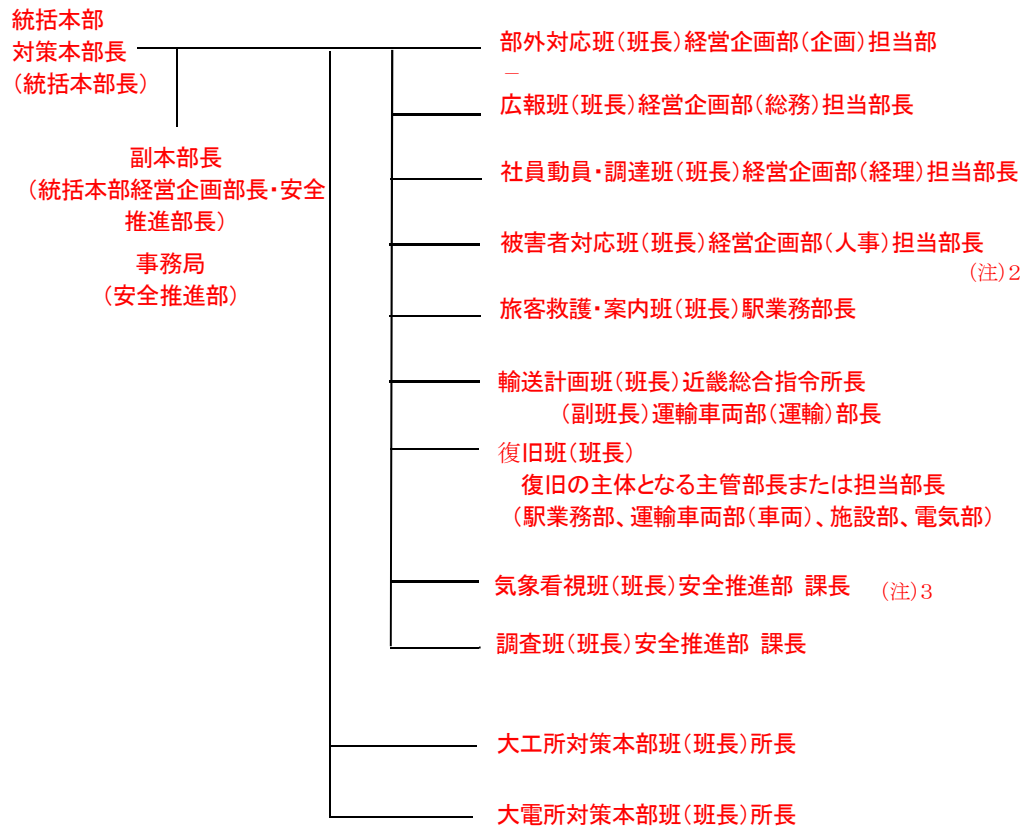 統括本部
対策本部長
(統括本部長)
副本部長
(統括本部経営企画部長・安全
推進部長)
事務局
(安全推進部)
部外対応班(班長)経営企画部(企画)担当部
広報班(班長)経営企画部(総務)担当部長
社員動員・調達班(班長)経営企画部(経理)担当部長
被害者対応班(班長)経営企画部(人事)担当部長
(注)2
旅客救護・案内班(班長)駅業務部長
輸送計画班(班長)近畿総合指令所長
(副班長)運輸車両部(運輸)部長
復旧班(班長)
復旧の主体となる主管部長または担当部長
(駅業務部、運輸車両部(車両)、施設部、電気部)
気象看視班(班長)安全推進部 課長 (注)3
調査班(班長)安全推進部 課長
大工所対策本部班(班長)所長
大電所対策本部班(班長)所長